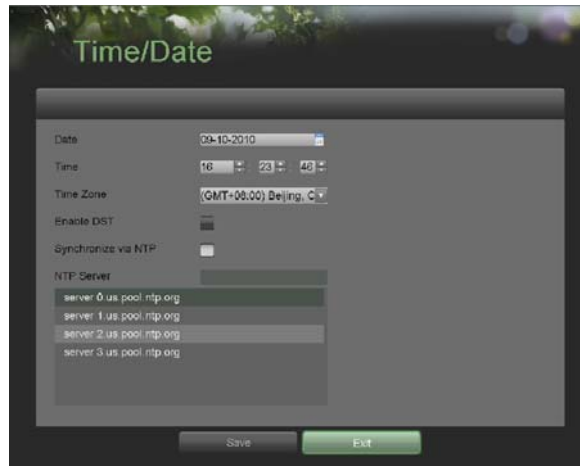 Time/Date
Date 09-10-2010
Time 16 : 23 : 46
Time Zone (GMT+08:00) Beijing, C
Enable DST
Synchronize via NTP
NTP Server
server 0.us.pool.ntp.org
server 1.us.pool.ntp.org
server 2.us.pool.ntp.org
server 3.us.pool.ntp.org
Save Exit